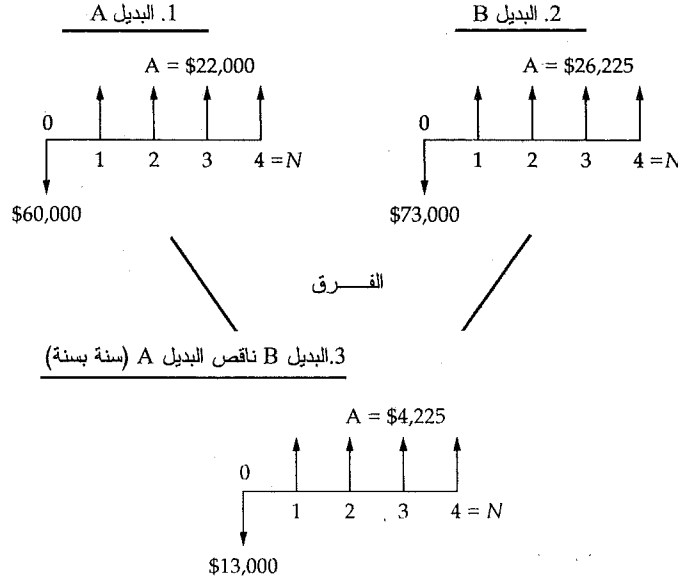 1. البديل A
2. البديل B
A = $22,000
A = $26,225
0
0
1 2 3 4 = N
1 2 3 4 = N
$60,000
$73,000
الفـــــرق
3.البديل B ناقص البديل A (سنة بسنة)
A = $4,225
0
1 2 3 4 = N
$13,000